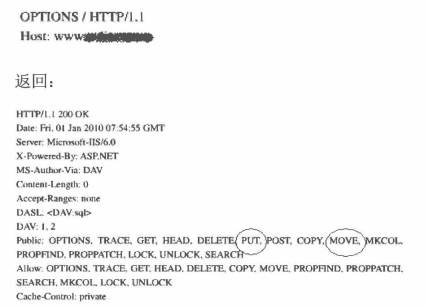 OPTIONS / HTTP/1.1
Host: www
返回：
HTTP/1.1 200 OK
Date: Fri, 01 Jan 2010 07:54:55 GMT
Server: Microsoft-IIS/6.0
X-Powered-By: ASP.NET
MS-Author-Via: DAV
Content-Length: 0
Accept-Ranges: none
DASL: <DAV:sql>
DAV: 1, 2
Public: OPTIONS, TRACE, GET, HEAD, DELETE, PUT, POST, COPY, MOVE, MKCOL,
PROPFIND, PROPPATCH, LOCK, UNLOCK, SEARCH
Allow: OPTIONS, TRACE, GET, HEAD, DELETE, COPY, MOVE, PROPFIND, PROPPATCH,
SEARCH, MKCOL, LOCK, UNLOCK
Cache-Control: private